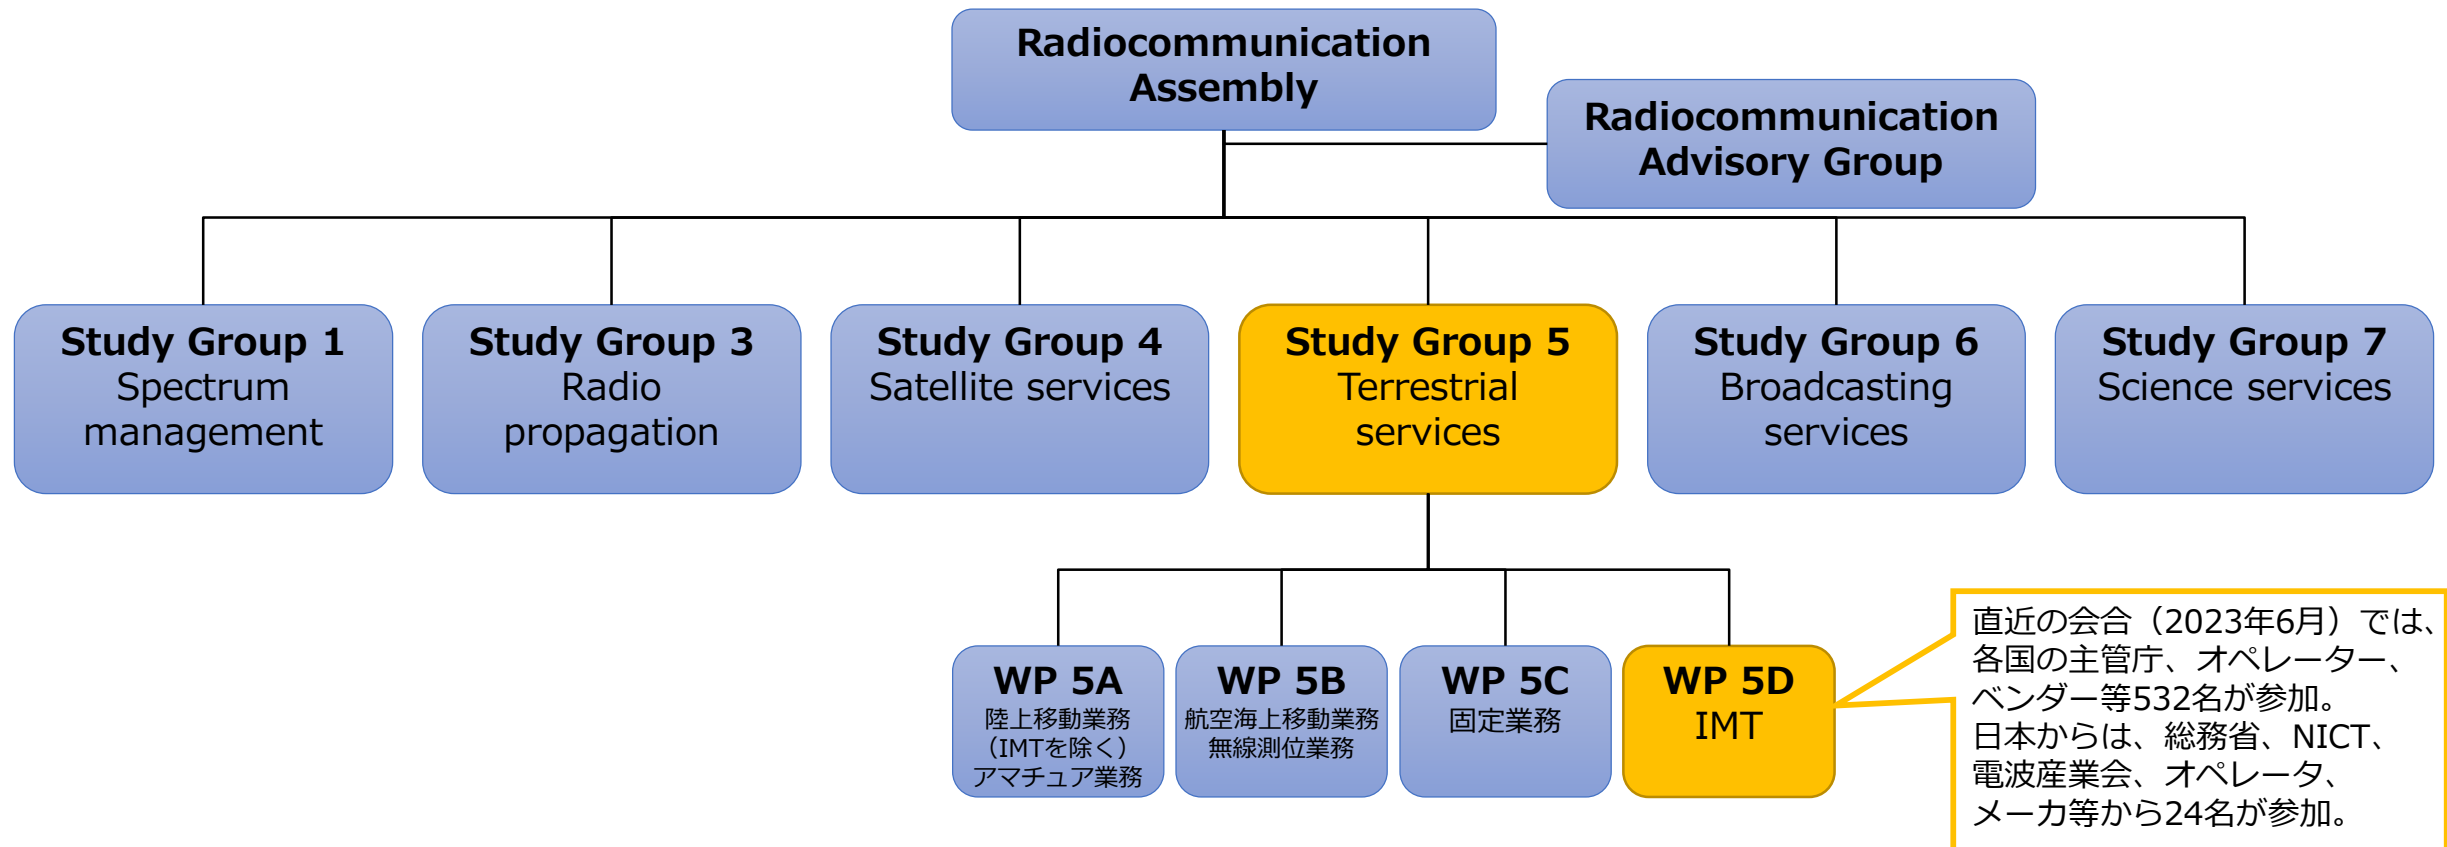 Radiocommunication
Assembly
Radiocommunication
Advisory Group
Study Group 1
Spectrum
management
Study Group 3
Radio
propagation
Study Group 4
Satellite services
Study Group 5
Terrestrial
services
Study Group 6
Broadcasting
services
Study Group 7
Science services
WP 5A
陸上移動業務
（IMTを除く）
アマチュア業務
WP 5B
航空海上移動業務
無線測位業務
WP 5C
固定業務
WP 5D
IMT
直近の会合（2023年6月）では、
各国の主管庁、オペレーター、
ベンダー等532名が参加。
日本からは、総務省、NICT、
電波産業会、オペレータ、
メーカ等から24名が参加。